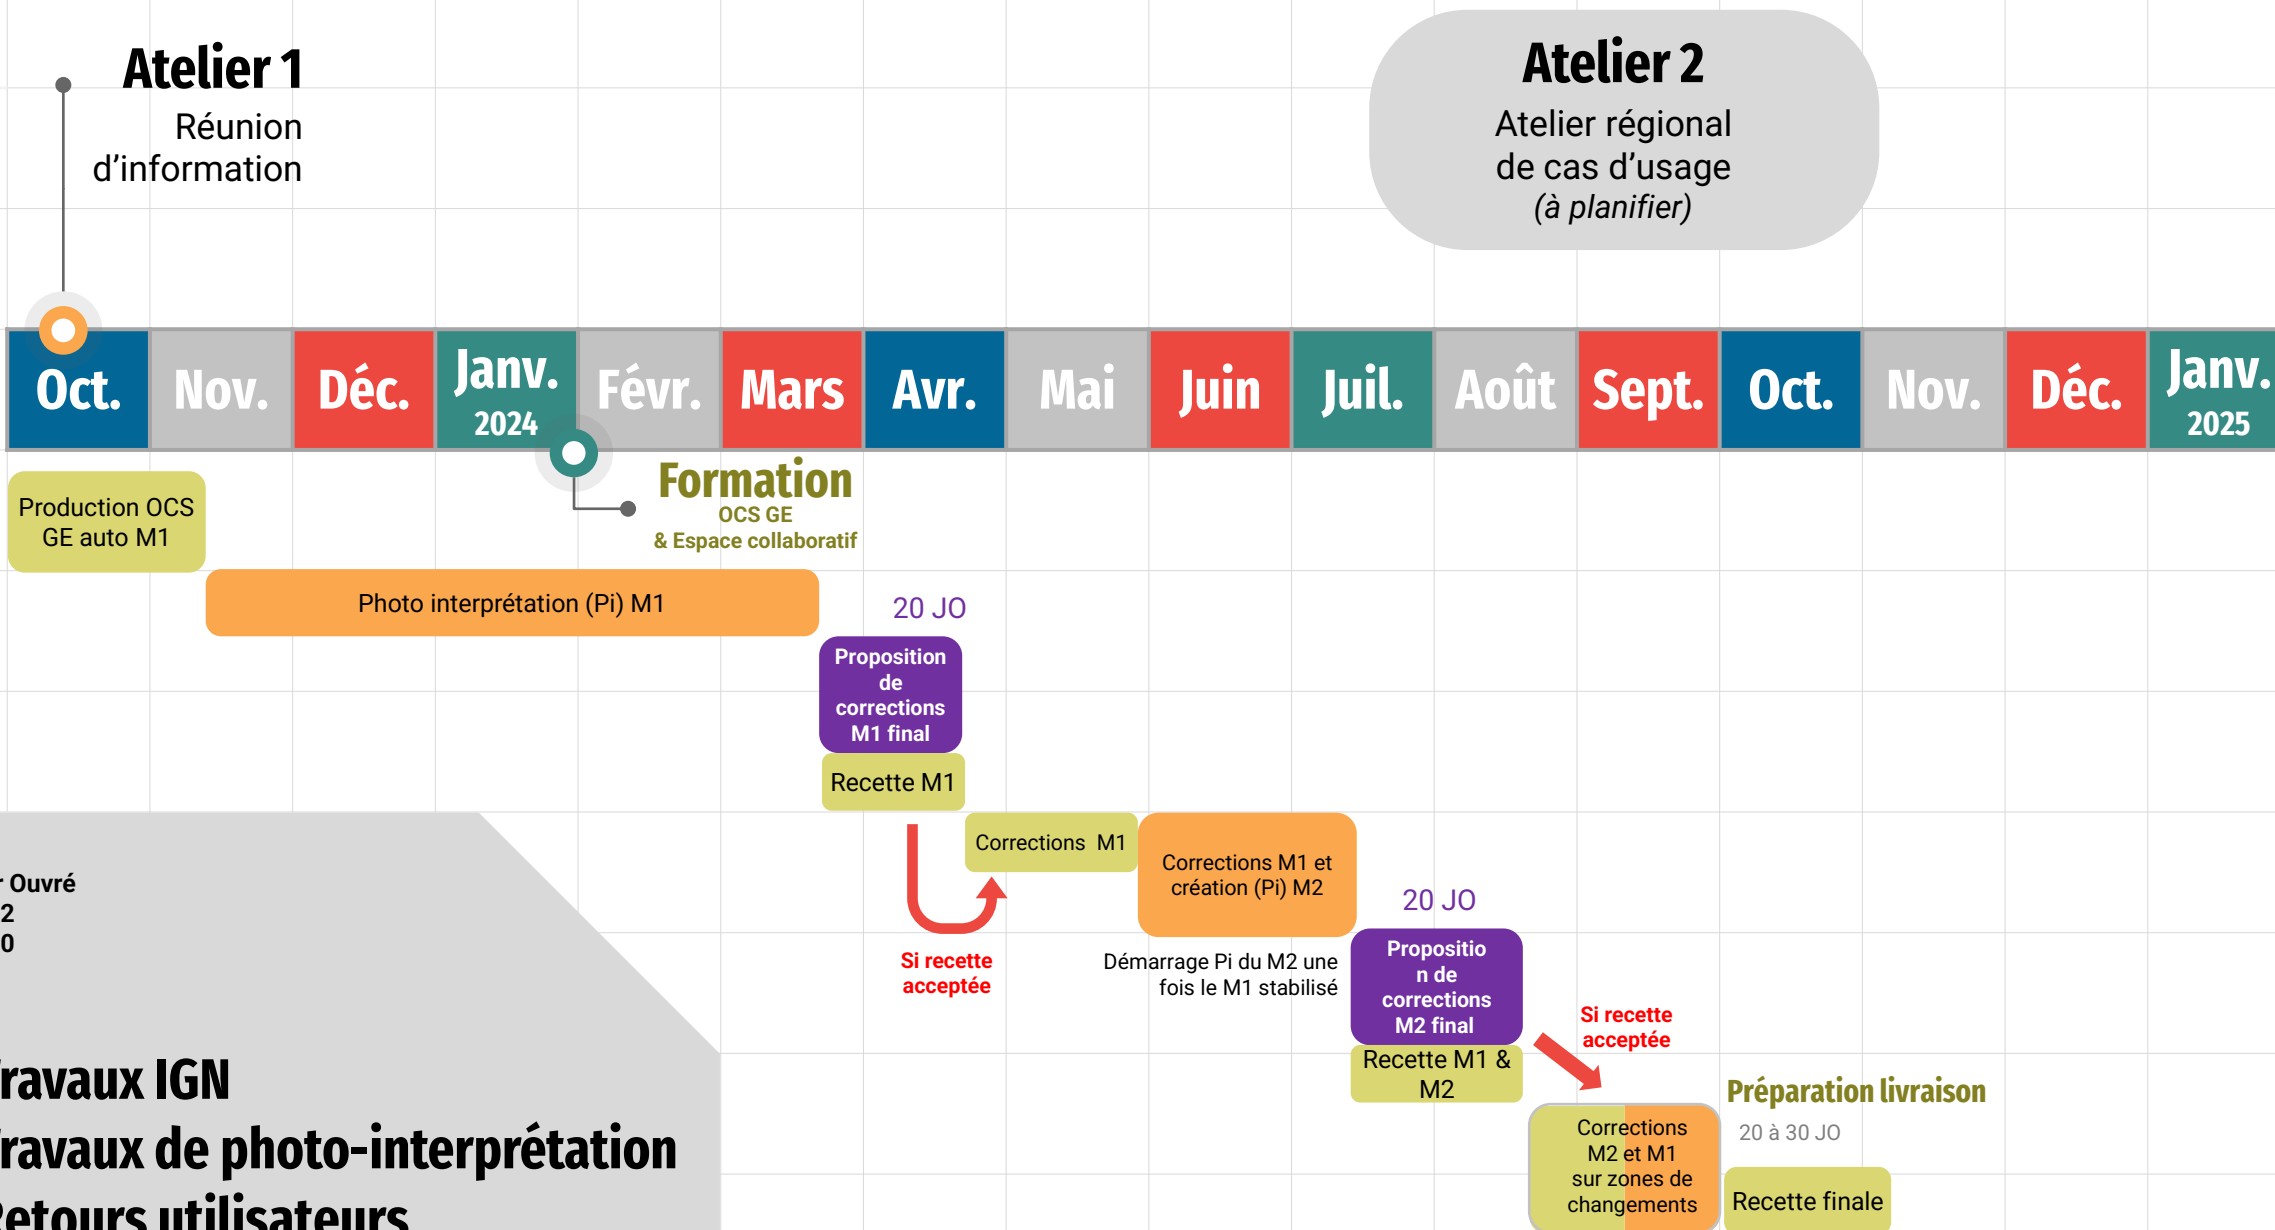 Atelier 1
Réunion
d’information
Atelier 2
Atelier régional
de cas d’usage
(à planifier)
Oct.
Nov.
Déc.
Janv.
2024
Févr.
Mars
Avr.
Mai
Juin
Juil.
Août
Sept.
Oct.
Nov.
Déc.
Janv.
2025
Production OCS
GE auto M1
Formation
OCS GE
& Espace collaboratif
Photo interprétation (Pi) M1
20 JO
Proposition
de
corrections
M1 final
Recette M1
Corrections M1
Corrections M1 et
création (Pi) M2
Si recette
acceptée
Démarrage Pi du M2 une
fois le M1 stabilisé
20 JO
Propositio
n de
corrections
M2 final
Recette M1 &
M2
Si recette
acceptée
Corrections
M2 et M1
sur zones de
changements
Préparation livraison
20 à 30 JO
Recette finale
r Ouvré
2
0
ravaux IGN
ravaux de photo-interprétation
etours utilisateurs